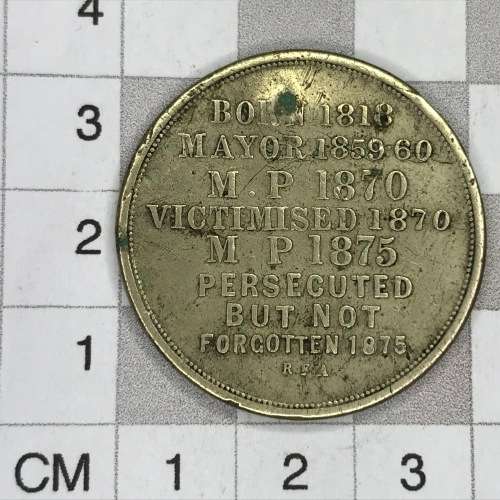 4
3
2
1
BORN 1818
MAYOR 1859-60
M.P 1870
VICTIMISED 1870
M P 1875
PERSECUTED
BUT NOT
FORGOTTEN 1875
CM 1 2 3